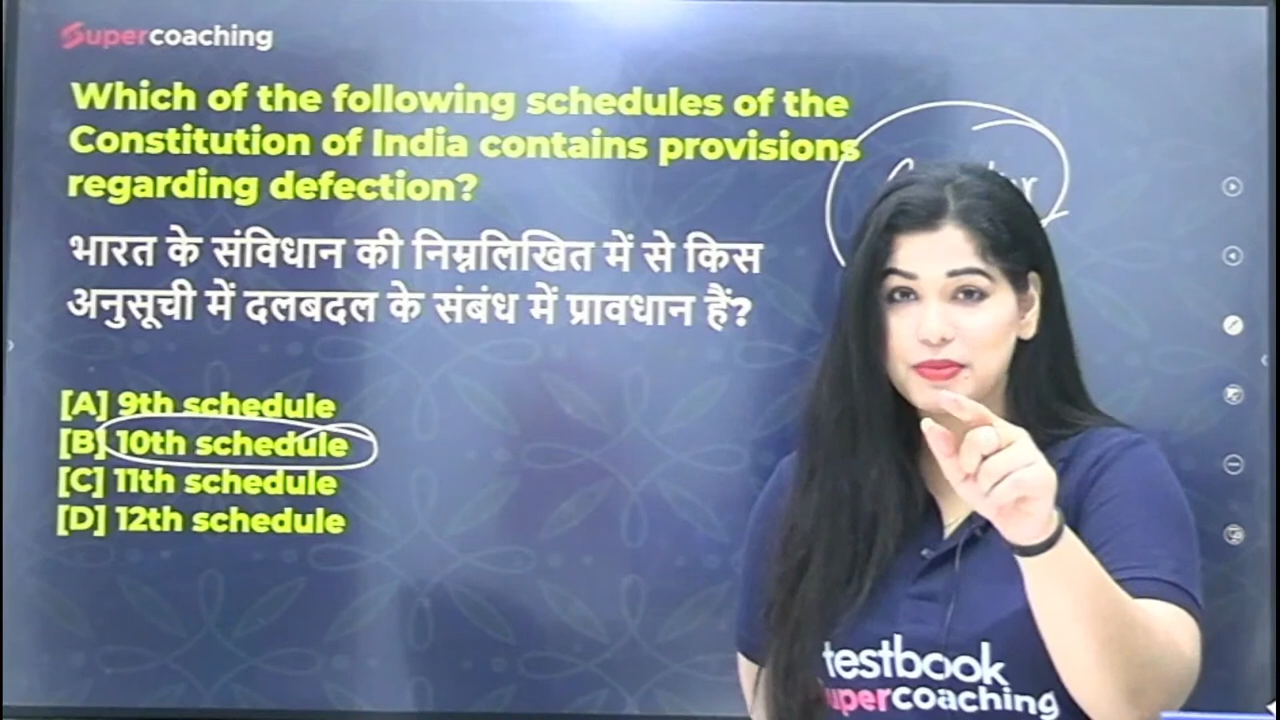 Supercoaching
Which of the following schedules of the
Constitution of India contains provisions
regarding defection?
भारत के संविधान की निम्नलिखित में से किस
अनुसूची में दलबदल के संबंध में प्रावधान हैं?
[A] 9th schedule
[B] 10th schedule
[C] 11th schedule
[D] 12th schedule
testbook
Supercoaching